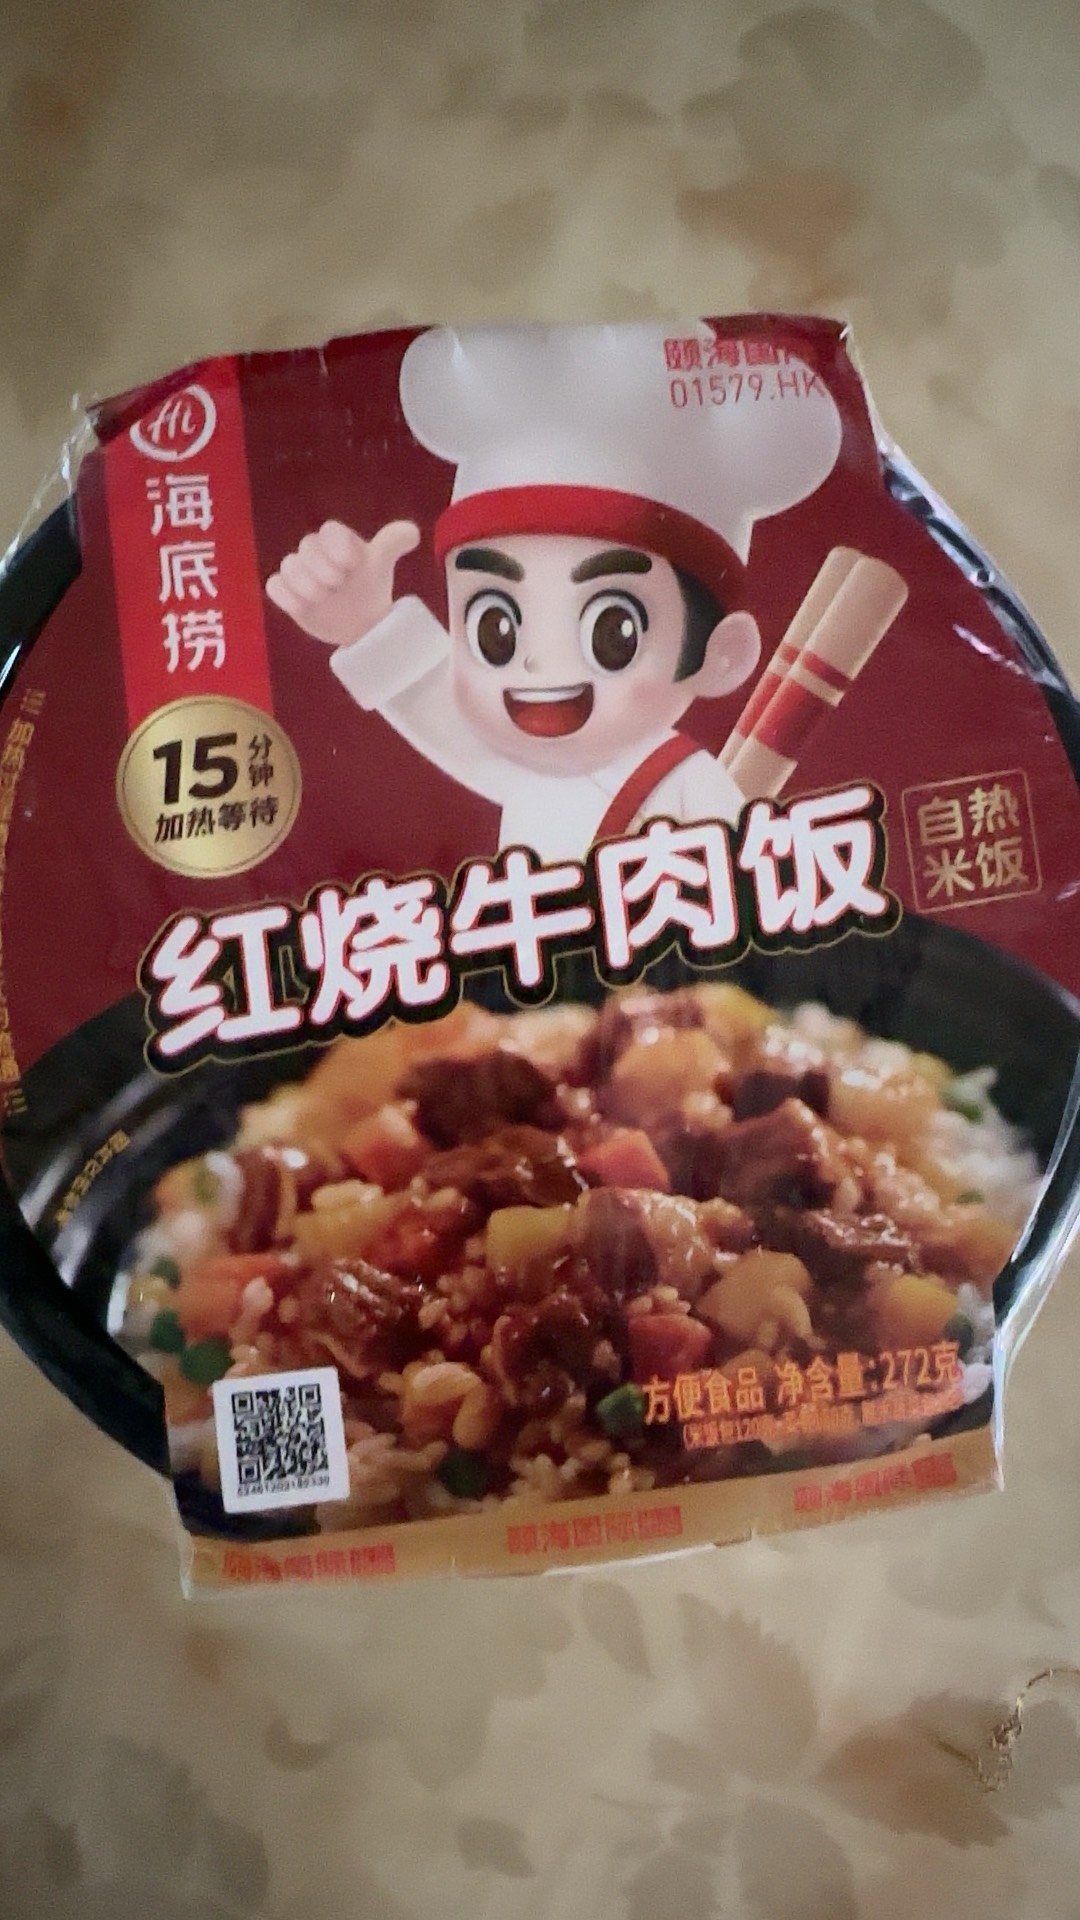 颐海国际
01579.HK
Hi
海底捞
15分钟
加热等待
红烧牛肉饭
自热
米饭
方便食品 净含量:272克
颐海国际 颐海国际 颐海国际